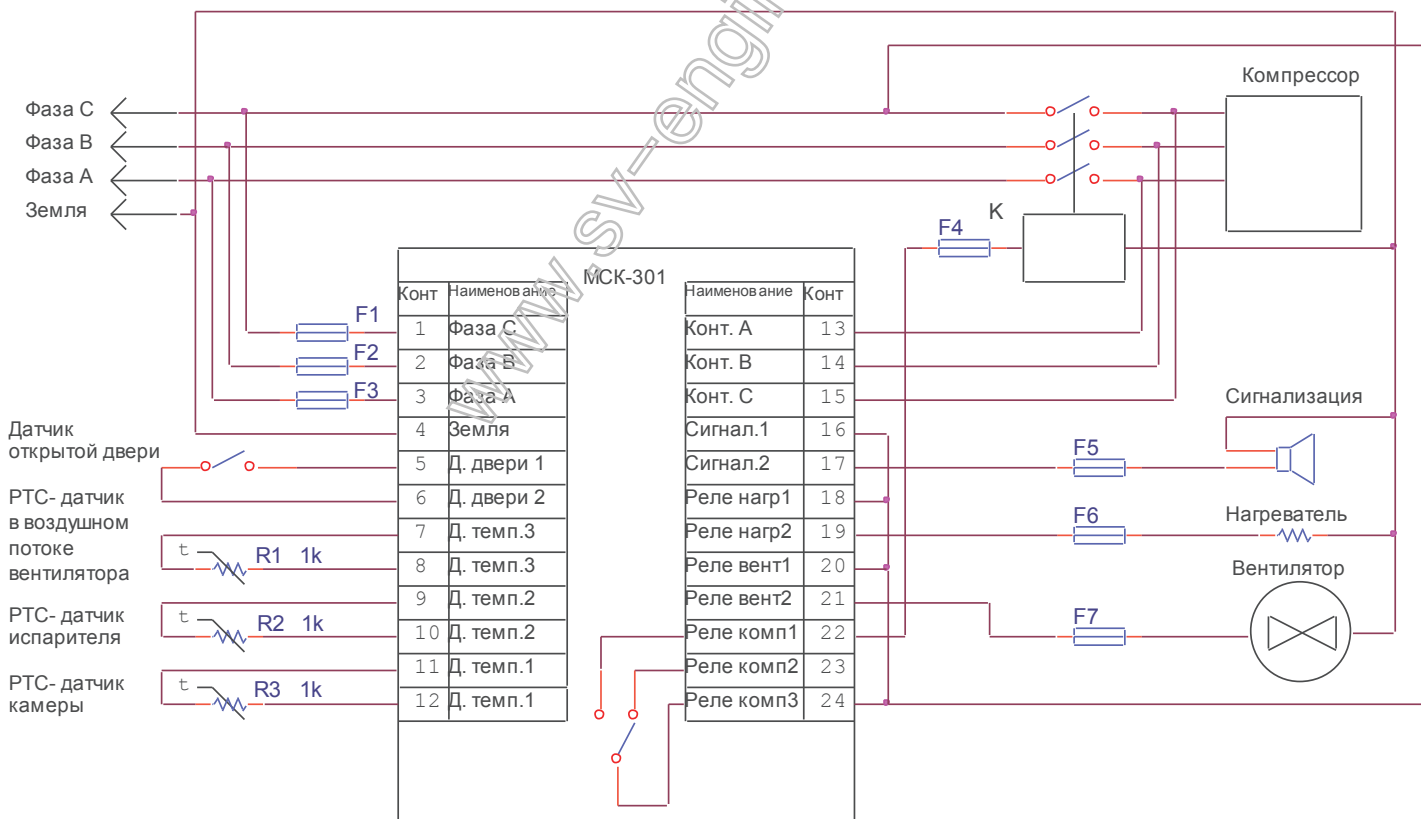 www.sv-engi
Компрессор
Фаза C
Фаза B
Фаза A
Земля
K
F4
МСК-301
Конт Наименование
Наименование Конт
F1
1 Фаза C
Конт. A 13
F2
2 Фаза B
Конт. B 14
F3
3 Фаза A
Конт. C 15
Сигнализация
4 Земля
Сигнал.1 16
Датчик
открытой двери
5 Д. двери 1
Сигнал.2 17
F5
РТС- датчик
в воздушном
потоке
вентилятора
6 Д. двери 2
Реле нагр1 18
7 Д. темп.3
Реле нагр2 19
F6
Нагреватель
t
R1 1k
8 Д. темп.3
Реле вент1 20
Вентилятор
9 Д. темп.2
Реле вент2 21
F7
РТС- датчик
испарителя
t
R2 1k
10 Д. темп.2
Реле комп1 22
11 Д. темп.1
Реле комп2 23
РТС- датчик
камеры
t
R3 1k
12 Д. темп.1
Реле комп3 24